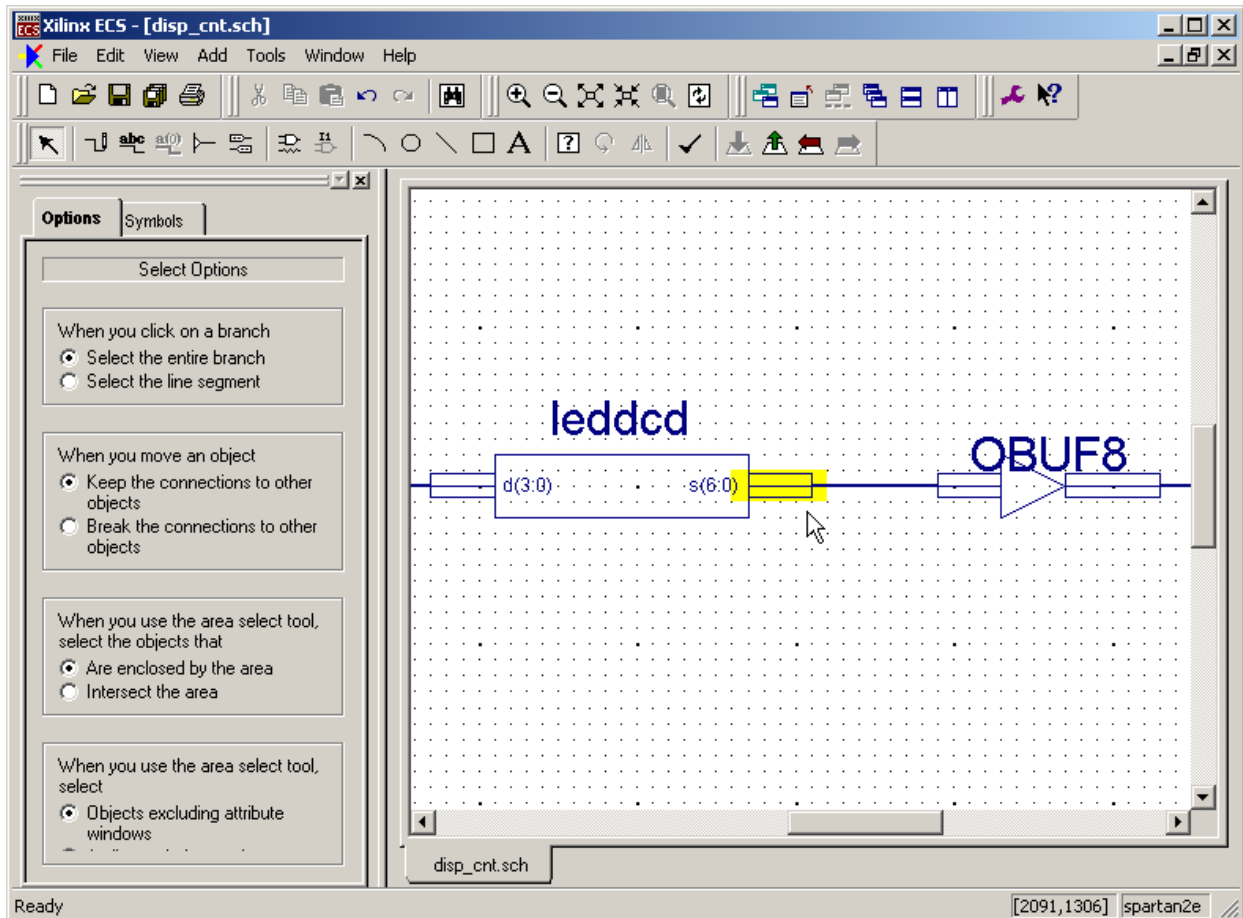 Xilinx ECS - [disp_cnt.sch]
File Edit View Add Tools Window Help
abc
a(0)
I1
A
?
?
Options
Symbols
Select Options
When you click on a branch
Select the entire branch
Select the line segment
When you move an object
Keep the connections to other
objects
Break the connections to other
objects
When you use the area select tool,
select the objects that
Are enclosed by the area
Intersect the area
When you use the area select tool,
select
Objects excluding attribute
windows
leddcd
d(3:0)
s(6:0)
OBUF8
disp_cnt.sch
Ready
[2091,1306]
spartan2e